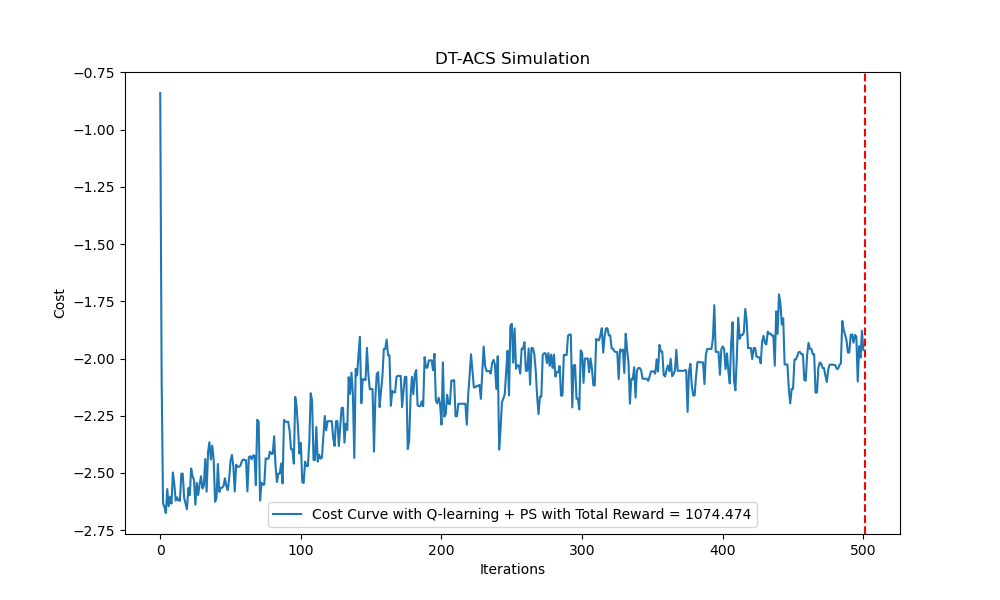 DT-ACS Simulation
−0.75
−1.00
−1.25
−1.50
−1.75
−2.00
−2.25
−2.50
−2.75
Cost
Cost Curve with Q-learning + PS with Total Reward = 1074.474
0 100 200 300 400 500
Iterations